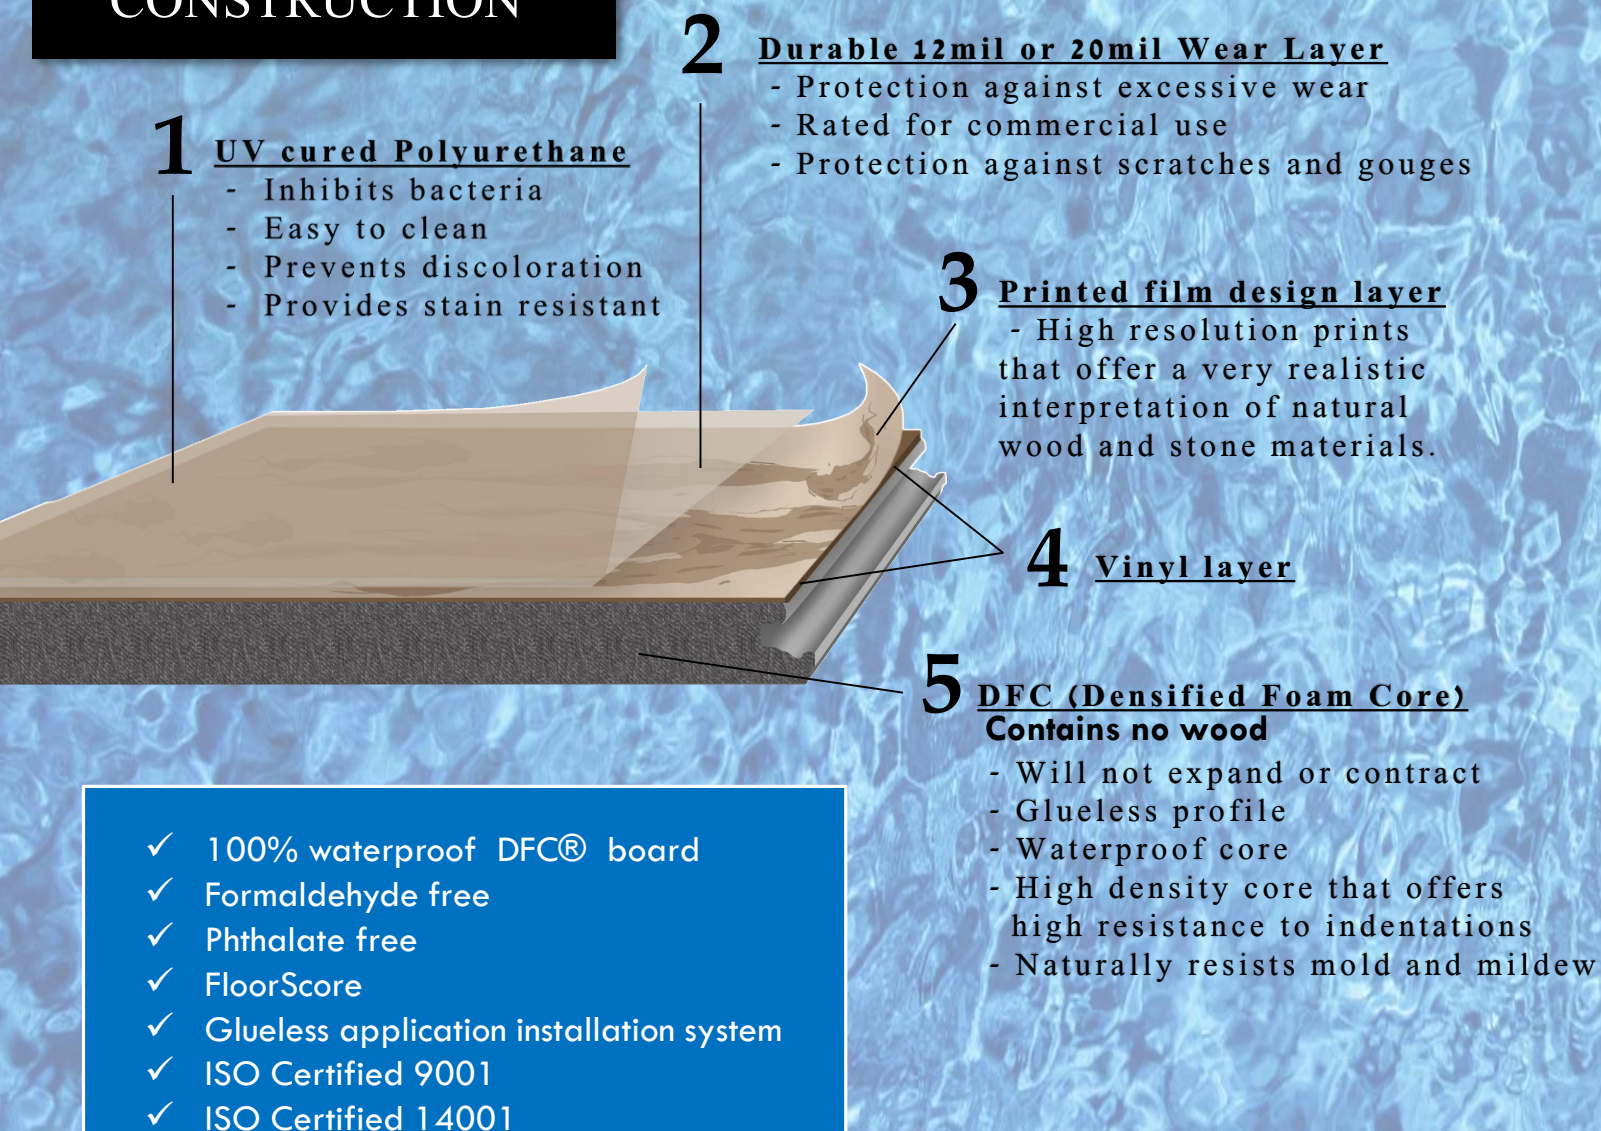 CONSTRUCTION
1 UV cured Polyurethane
- Inhibits bacteria
- Easy to clean
- Prevents discoloration
- Provides stain resistant
2 Durable 12mil or 20mil Wear Layer
- Protection against excessive wear
- Rated for commercial use
- Protection against scratches and gouges
3 Printed film design layer
- High resolution prints
that offer a very realistic
interpretation of natural
wood and stone materials.
4 Vinyl layer
5 DFC (Densified Foam Core)
Contains no wood
- Will not expand or contract
- Glueless profile
- Waterproof core
- High density core that offers
high resistance to indentations
- Naturally resists mold and mildew
✓ 100% waterproof DFC® board
✓ Formaldehyde free
✓ Phthalate free
✓ FloorScore
✓ Glueless application installation system
✓ ISO Certified 9001
✓ ISO Certified 14001